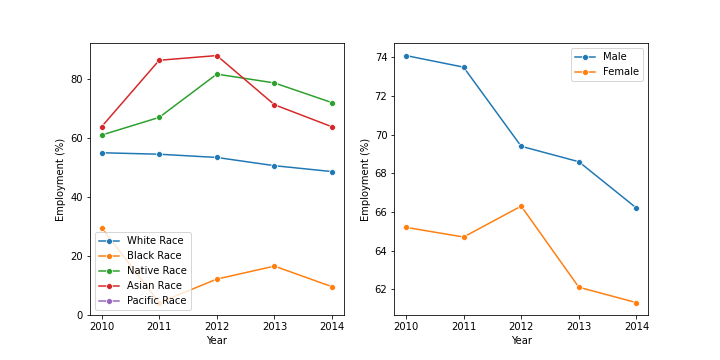 Employment (%)
80
60
40
20
0
White Race
Black Race
Native Race
Asian Race
Pacific Race
2010 2011 2012 2013 2014
Year
Employment (%)
74
72
70
68
66
64
62
Male
Female
2010 2011 2012 2013 2014
Year